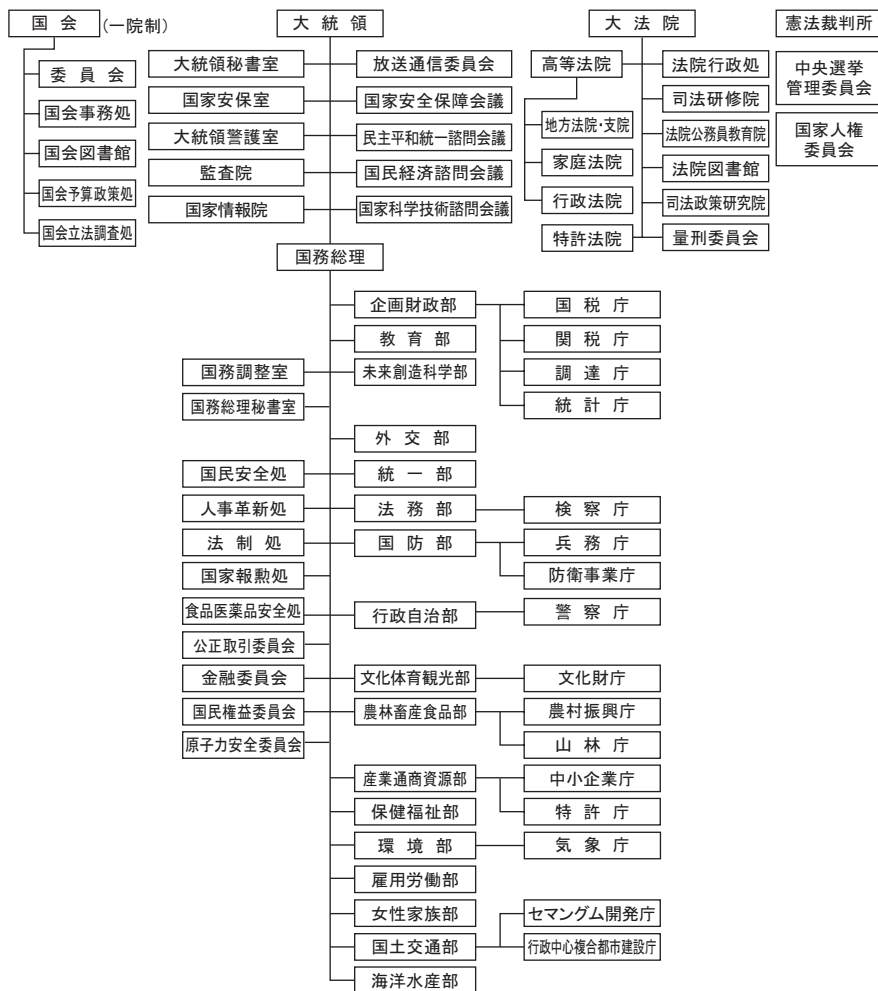 国会 (一院制)
委員会
国会事務処
国会図書館
国会予算政策処
国会立法調査処
大統領
大統領秘書室
放送通信委員会
国家安保室
国家安全保障会議
大統領警護室
民主平和統一諮問会議
監査院
国民経済諮問会議
国家情報院
国家科学技術諮問会議
大法院
高等法院
地方法院・支院
家庭法院
行政法院
特許法院
法院行政処
司法研修院
法院公務員教育院
法院図書館
司法政策研究院
量刑委員会
憲法裁判所
中央選挙
管理委員会
国家人権
委員会
国務総理
国務調整室
国務総理秘書室
国民安全処
人事革新処
法制処
国家報勲処
食品医薬品安全処
公正取引委員会
金融委員会
国民権益委員会
原子力安全委員会
企画財政部
国税庁
関税庁
調達庁
統計庁
教育部
未来創造科学部
外交部
統一部
法務部
検察庁
国防部
兵務庁
防衛事業庁
行政自治部
警察庁
文化体育観光部
文化財庁
農林畜産食品部
農村振興庁
山林庁
産業通商資源部
中小企業庁
特許庁
保健福祉部
環境部
気象庁
雇用労働部
女性家族部
国土交通部
セマングム開発庁
行政中心複合都市建設庁
海洋水産部